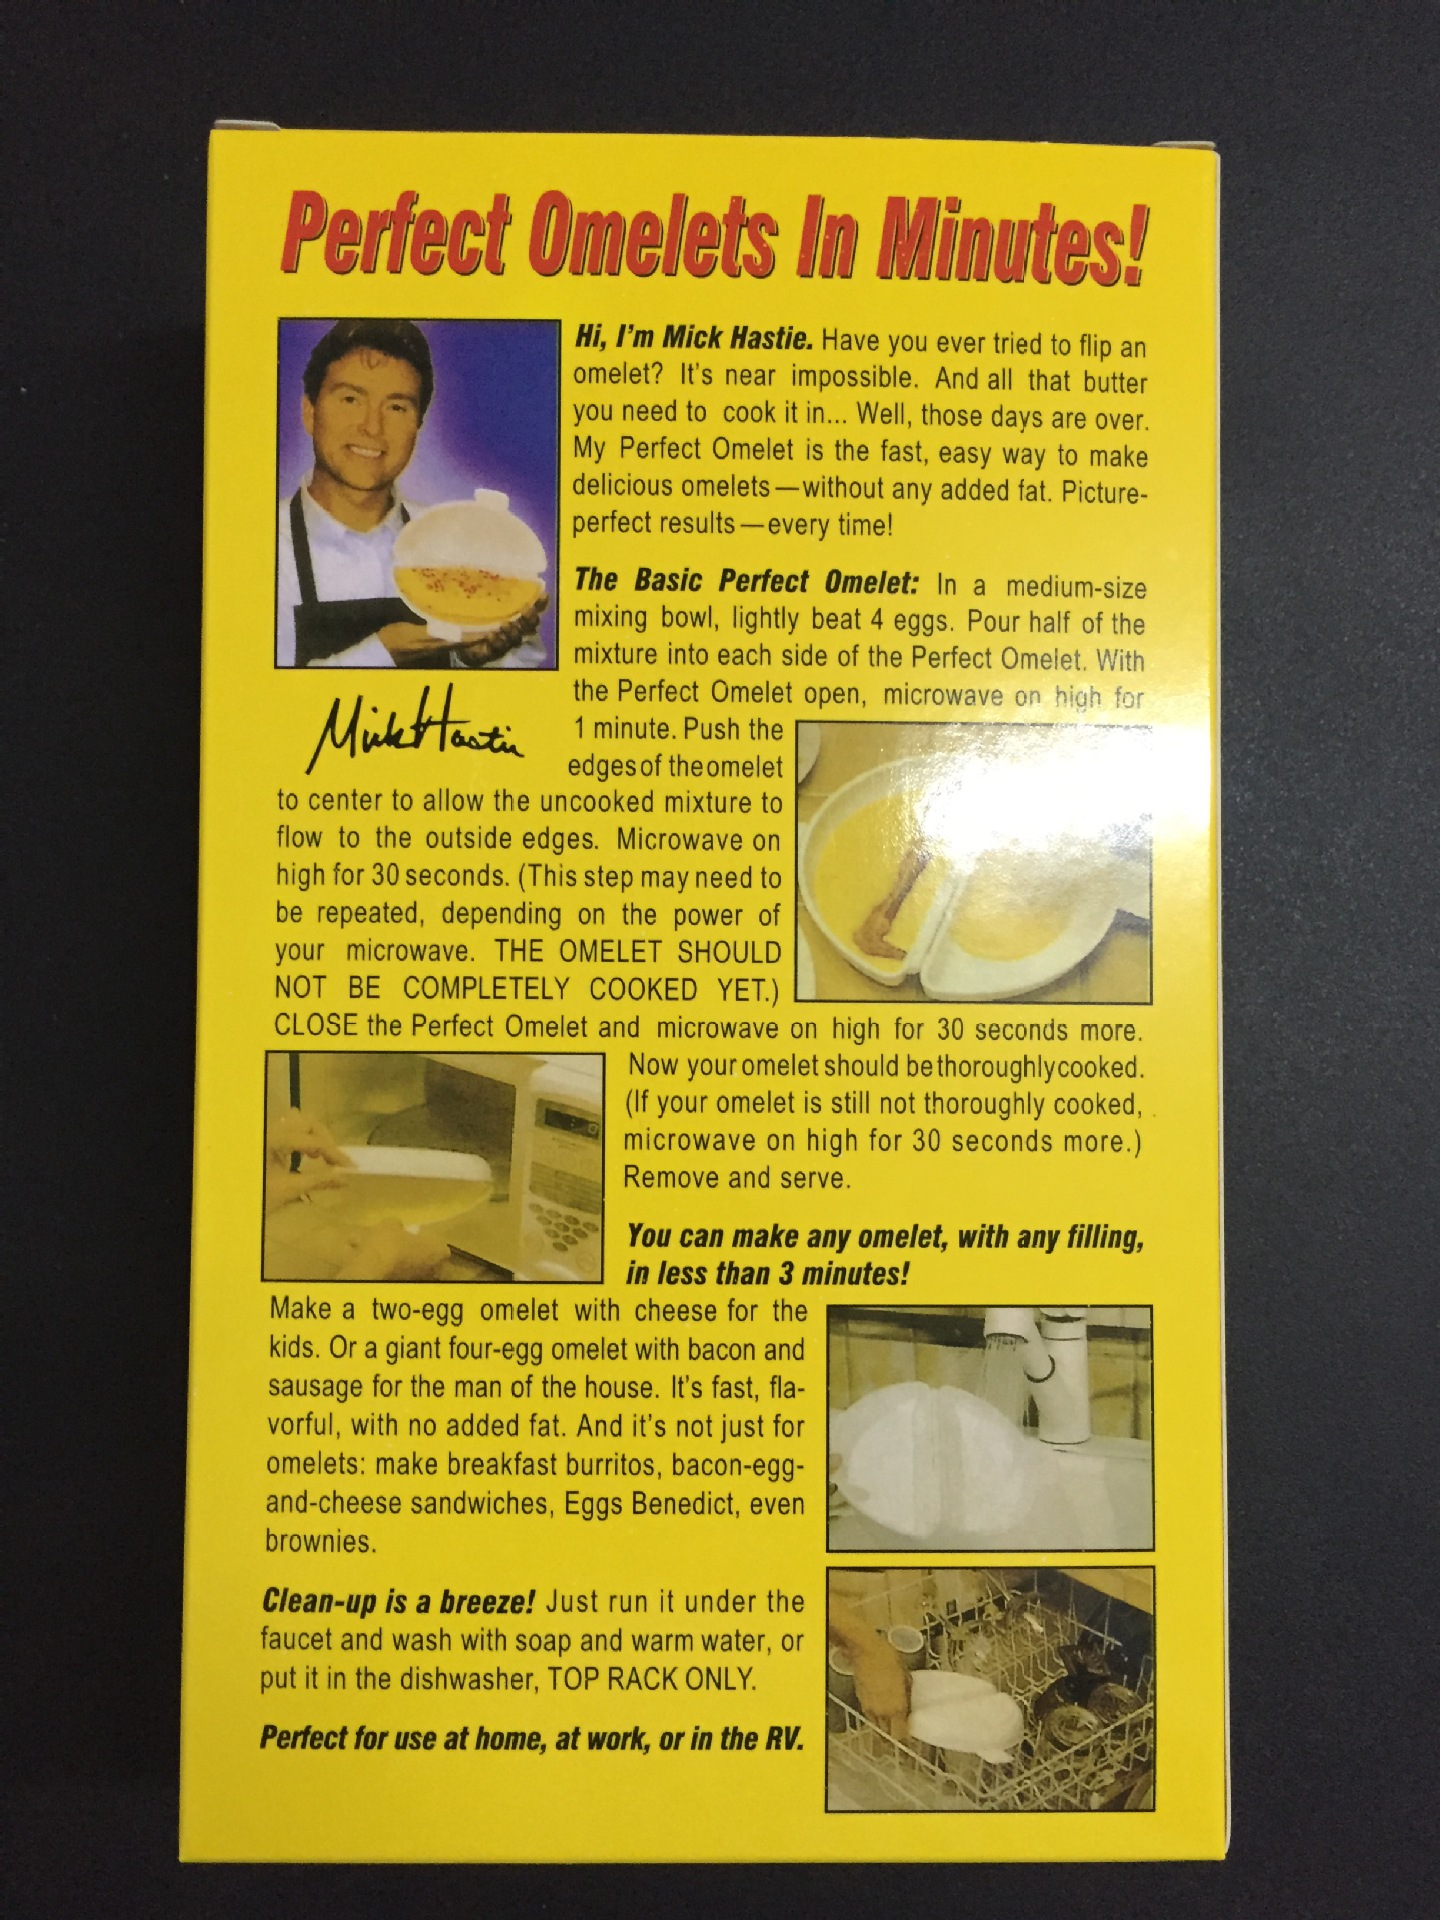 Perfect Omelets In Minutes!
Hi, I'm Mick Hastie. Have you ever tried to flip an
omelet? It's near impossible. And all that butter
you need to cook it in... Well, those days are over.
My Perfect Omelet is the fast, easy way to make
delicious omelets—without any added fat. Picture-
perfect results—every time!
Mick Hastie
The Basic Perfect Omelet: In a medium-size
mixing bowl, lightly beat 4 eggs. Pour half of the
mixture into each side of the Perfect Omelet. With
the Perfect Omelet open, microwave on high for
1 minute. Push the
edges of the omelet
to center to allow the uncooked mixture to
flow to the outside edges. Microwave on
high for 30 seconds. (This step may need to
be repeated, depending on the power of
your microwave. THE OMELET SHOULD
NOT BE COMPLETELY COOKED YET.)
CLOSE the Perfect Omelet and microwave on high for 30 seconds more.
Now your omelet should be thoroughly cooked.
(If your omelet is still not thoroughly cooked,
microwave on high for 30 seconds more.)
Remove and serve.
You can make any omelet, with any filling,
in less than 3 minutes!
Make a two-egg omelet with cheese for the
kids. Or a giant four-egg omelet with bacon and
sausage for the man of the house. It's fast, fla-
vorful, with no added fat. And it's not just for
omelets: make breakfast burritos, bacon-egg-
and-cheese sandwiches, Eggs Benedict, even
brownies.
Clean-up is a breeze! Just run it under the
faucet and wash with soap and warm water, or
put it in the dishwasher, TOP RACK ONLY.
Perfect for use at home, at work, or in the RV.